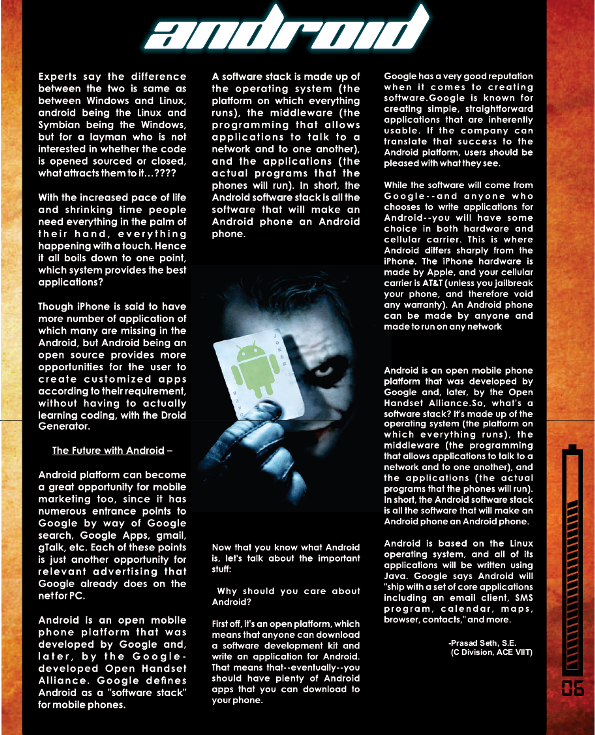 android
Experts say the difference
between the two is same as
between Windows and Linux,
android being the Linux and
Symbian being the Windows,
but for a layman who is not
interested in whether the code
is opened sourced or closed,
what attracts them to it...????
With the increased pace of life
and shrinking time people
need everything in the palm of
their hand, everything
happening with a touch. Hence
it all boils down to one point,
which system provides the best
applications?
Though iPhone is said to have
more number of application of
which many are missing in the
Android, but Android being an
open source provides more
opportunities for the user to
create customized apps
according to their requirement,
without having to actually
learning coding, with the Droid
Generator.
The Future with Android –
Android platform can become
a great opportunity for mobile
marketing too, since it has
numerous entrance points to
Google by way of Google
search, Google Apps, gmail,
gTalk, etc. Each of these points
is just another opportunity for
relevant advertising that
Google already does on the
net for PC.
Android is an open mobile
phone platform that was
developed by Google and,
later, by the Google-
developed Open Handset
Alliance. Google defines
Android as a "software stack"
for mobile phones.
A software stack is made up of
the operating system (the
platform on which everything
runs), the middleware (the
programming that allows
applications to talk to a
network and to one another),
and the applications (the
actual programs that the
phones will run). In short, the
Android software stack is all the
software that will make an
Android phone an Android
phone.
Now that you know what Android
is, let's talk about the important
stuff:
Why should you care about
Android?
First off, it's an open platform, which
means that anyone can download
a software development kit and
write an application for Android.
That means that--eventually--you
should have plenty of Android
apps that you can download to
your phone.
Google has a very good reputation
when it comes to creating
software.Google is known for
creating simple, straightforward
applications that are inherently
usable. If the company can
translate that success to the
Android platform, users should be
pleased with what they see.
While the software will come from
Google--and anyone who
chooses to write applications for
Android--you will have some
choice in both hardware and
cellular carrier. This is where
Android differs sharply from the
iPhone. The iPhone hardware is
made by Apple, and your cellular
carrier is AT&T (unless you jailbreak
your phone, and therefore void
any warranty). An Android phone
can be made by anyone and
made to run on any network
Android is an open mobile phone
platform that was developed by
Google and, later, by the Open
Handset Alliance.So, what's a
software stack? It's made up of the
operating system (the platform on
which everything runs), the
middleware (the programming
that allows applications to talk to a
network and to one another), and
the applications (the actual
programs that the phones will run).
In short, the Android software stack
is all the software that will make an
Android phone an Android phone.
Android is based on the Linux
operating system, and all of its
applications will be written using
Java. Google says Android will
"ship with a set of core applications
including an email client, SMS
program, calendar, maps,
browser, contacts," and more.
-Prasad Seth, S.E.
(C Division, ACE VIIT)
06